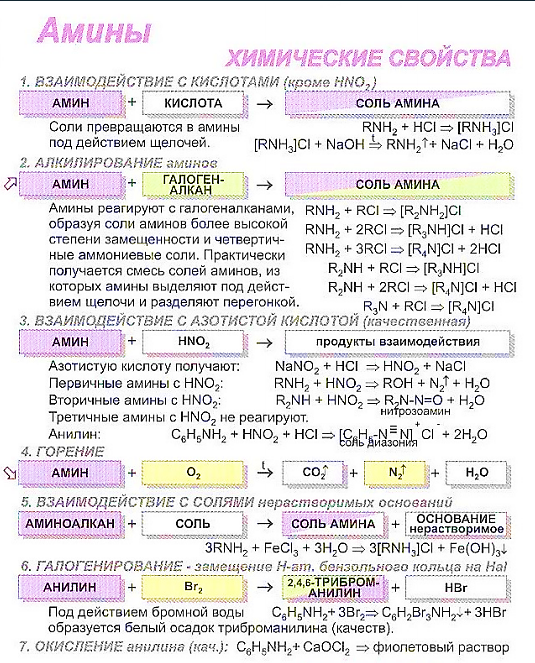 Амины
ХИМИЧЕСКИЕ СВОЙСТВА
1. ВЗАИМОДЕЙСТВИЕ С КИСЛОТАМИ (кроме HNO₂)
АМИН + КИСЛОТА → СОЛЬ АМИНА
Соли превращаются в амины
под действием щелочей.
RNH₂ + HCl ⇒ [RNH₃]Cl
[RNH₃]Cl + NaOH ⇒ᵗ RNH₂↑ + NaCl + H₂O
2. АЛКИЛИРОВАНИЕ аминов
АМИН + ГАЛОГЕН-АЛКАН → СОЛЬ АМИНА
Амины реагируют с галогеналканами,
образуя соли аминов более высокой
степени замещенности и четвертич-
ные аммониевые соли. Практически
получается смесь солей аминов, из
которых амины выделяют под дейст-
вием щелочи и разделяют перегонкой.
RNH₂ + RCl ⇒ [R₂NH₂]Cl
RNH₂ + 2RCl ⇒ [R₃NH]Cl + HCl
RNH₂ + 3RCl ⇒ [R₄N]Cl + 2HCl
R₂NH + RCl ⇒ [R₃NH]Cl
R₂NH + 2RCl ⇒ [R₄N]Cl + HCl
R₃N + RCl ⇒ [R₄N]Cl
3. ВЗАИМОДЕЙСТВИЕ С АЗОТИСТОЙ КИСЛОТОЙ (качественная)
АМИН + HNO₂ → продукты взаимодействия
Азотистую кислоту получают: NaNO₂ + HCl ⇒ HNO₂ + NaCl
Первичные амины с HNO₂: RNH₂ + HNO₂ ⇒ ROH + N₂↑ + H₂O
Вторичные амины с HNO₂: R₂NH + HNO₂ ⇒ R₂N-N=O + H₂O
нитрозоамин
Третичные амины с HNO₂ не реагируют.
Анилин: C₆H₅NH₂ + HNO₂ + HCl ⇒ [C₆H₅-N≡N]⁺Cl⁻ + 2H₂O
соль диазония
4. ГОРЕНИЕ
АМИН + O₂ →ᵗ CO₂↑ + N₂↑ + H₂O
5. ВЗАИМОДЕЙСТВИЕ С СОЛЯМИ нерастворимых оснований
АМИНОАЛКАН + СОЛЬ → СОЛЬ АМИНА + ОСНОВАНИЕ нерастворимое
3RNH₂ + FeCl₃ + 3H₂O ⇒ 3[RNH₃]Cl + Fe(OH)₃↓
6. ГАЛОГЕНИРОВАНИЕ - замещение H-ат. бензольного кольца на Hal
АНИЛИН + Br₂ → 2,4,6-ТРИБРОМ-АНИЛИН + HBr
Под действием бромной воды C₆H₅NH₂ + 3Br₂ ⇒ C₆H₂Br₃NH₂↓ + 3HBr
образуется белый осадок триброманилина (качеств).
7. ОКИСЛЕНИЕ анилина (кач.): C₆H₅NH₂ + CaOCl₂ ⇒ фиолетовый раствор